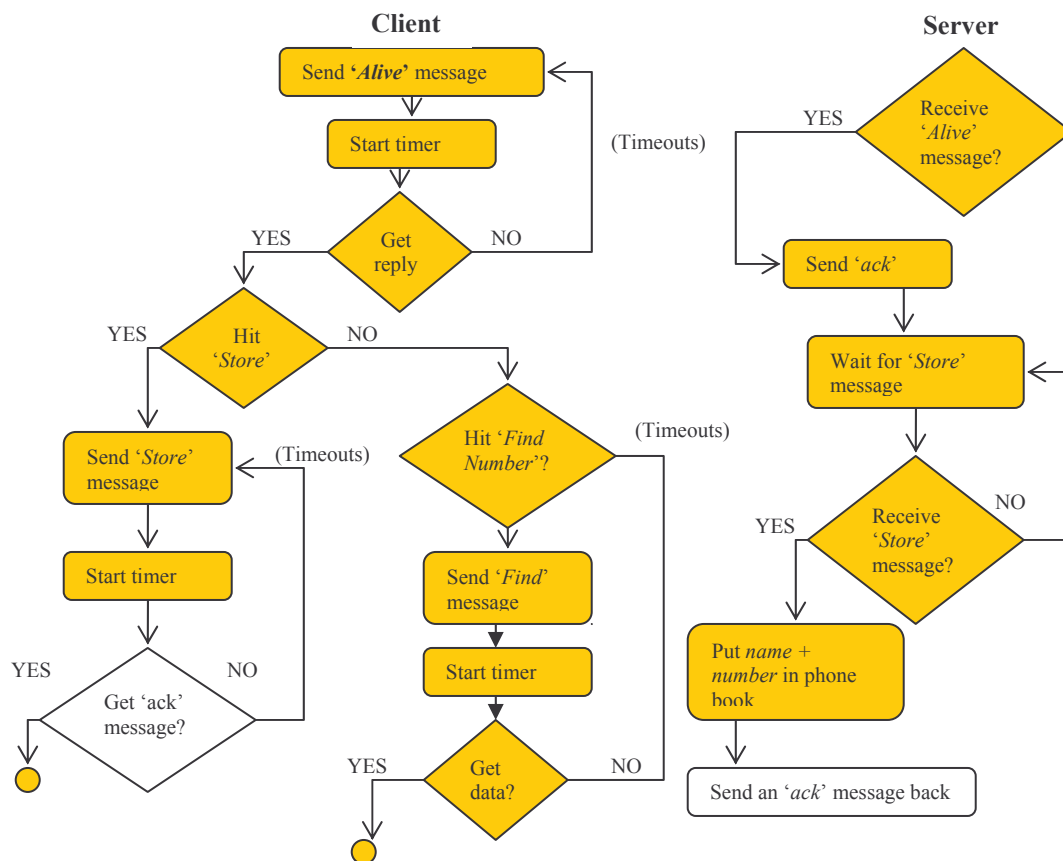 Client
Send ‘Alive’ message
Start timer
(Timeouts)
Get
reply
YES
NO
Hit
‘Store’
YES
NO
Send ‘Store’
message
(Timeouts)
Start timer
Get ‘ack’
message?
YES
NO
Hit ‘Find
Number’?
(Timeouts)
Send ‘Find’
message
Start timer
Get
data?
YES
NO
Server
Receive
‘Alive’
message?
YES
Send ‘ack’
Wait for ‘Store’
message
Receive
‘Store’
message?
YES
NO
Put name +
number in phone
book
Send an ‘ack’ message back